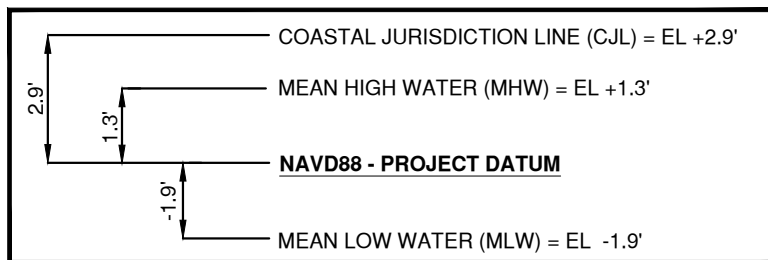 COASTAL JURISDICTION LINE (CJL) = EL +2.9'
2.9'
MEAN HIGH WATER (MHW) = EL +1.3'
1.3'
NAVD88 - PROJECT DATUM
-1.9'
MEAN LOW WATER (MLW) = EL -1.9'